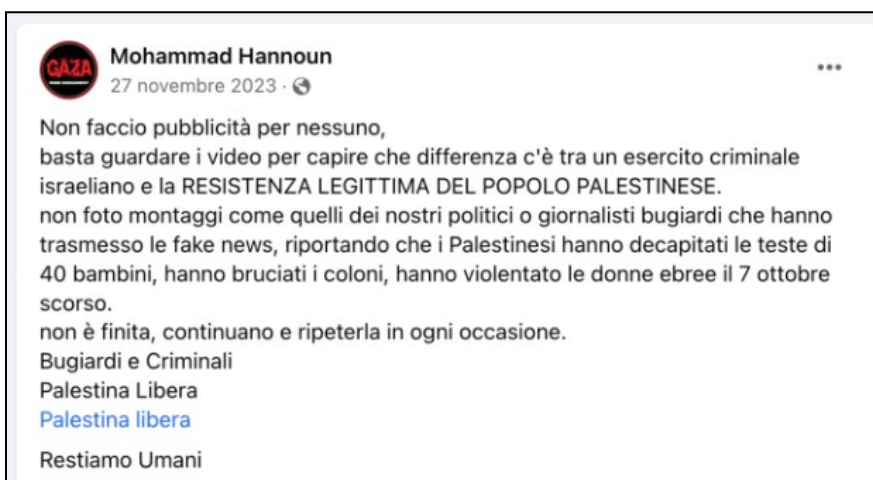 GAZA
Mohammad Hannoun
27 novembre 2023 ·
Non faccio pubblicità per nessuno,
basta guardare i video per capire che differenza c'è tra un esercito criminale
israeliano e la RESISTENZA LEGITTIMA DEL POPOLO PALESTINESE.
non foto montaggi come quelli dei nostri politici o giornalisti bugiardi che hanno
trasmesso le fake news, riportando che i Palestinesi hanno decapitati le teste di
40 bambini, hanno bruciati i coloni, hanno violentato le donne ebree il 7 ottobre
scorso.
non è finita, continuano e ripeterla in ogni occasione.
Bugiardi e Criminali
Palestina Libera
Palestina libera
Restiamo Umani